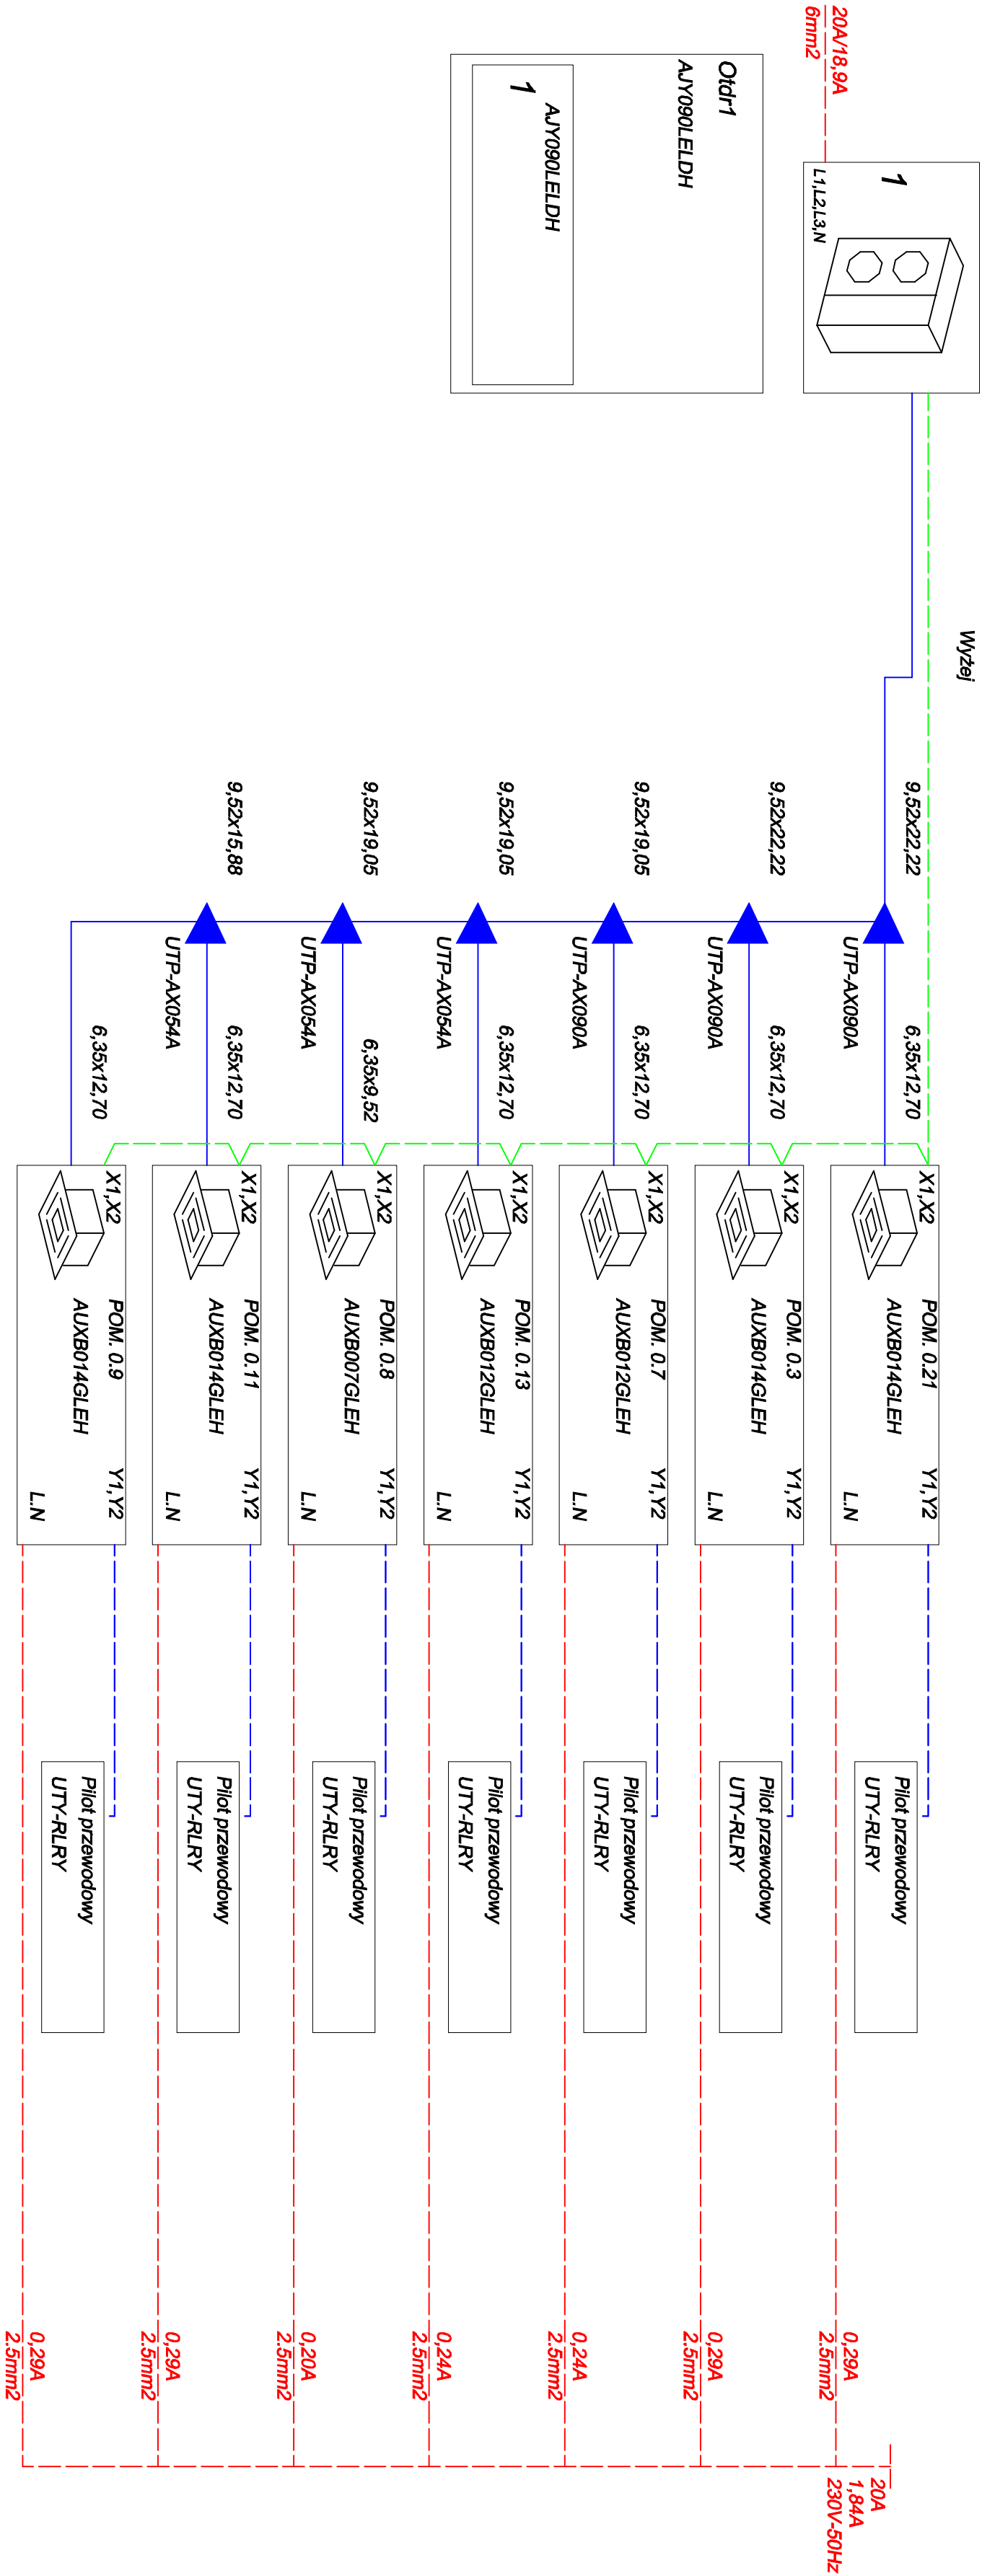 20A/18,9A
6mm2
1
L1,L2,L3,N
Otdr1
AJY090LELDH
AJY090LELDH
1
Wyżej
9,52x22,22
UTP-AX090A
6,35x12,70
X1,X2
POM. 0.21
AUXB014GLEH
Y1,Y2
L.N
Pilot przewodowy
UTY-RLRY
0,29A
2.5mm2
20A
1,84A
230V-50Hz
9,52x22,22
UTP-AX090A
6,35x12,70
X1,X2
POM. 0.3
AUXB014GLEH
Y1,Y2
L.N
Pilot przewodowy
UTY-RLRY
0,29A
2.5mm2
9,52x19,05
UTP-AX090A
6,35x12,70
X1,X2
POM. 0.7
AUXB012GLEH
Y1,Y2
L.N
Pilot przewodowy
UTY-RLRY
0,24A
2.5mm2
9,52x19,05
UTP-AX054A
6,35x12,70
X1,X2
POM. 0.13
AUXB012GLEH
Y1,Y2
L.N
Pilot przewodowy
UTY-RLRY
0,24A
2.5mm2
9,52x19,05
UTP-AX054A
6,35x9,52
X1,X2
POM. 0.8
AUXB007GLEH
Y1,Y2
L.N
Pilot przewodowy
UTY-RLRY
0,20A
2.5mm2
9,52x15,88
UTP-AX054A
6,35x12,70
X1,X2
POM. 0.11
AUXB014GLEH
Y1,Y2
L.N
Pilot przewodowy
UTY-RLRY
0,29A
2.5mm2
6,35x12,70
X1,X2
POM. 0.9
AUXB014GLEH
Y1,Y2
L.N
Pilot przewodowy
UTY-RLRY
0,29A
2.5mm2